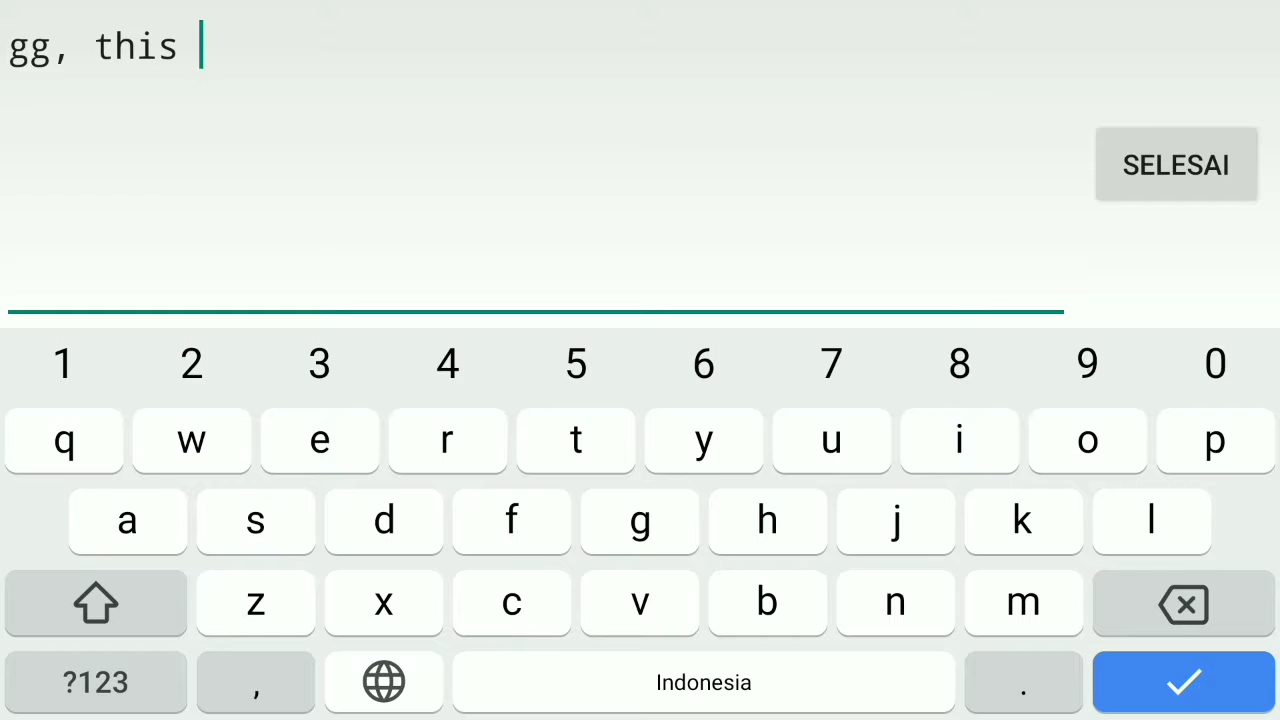 gg, this
SELESAI
1 2 3 4 5 6 7 8 9 0
q w e r t y u i o p
a s d f g h j k l
z x c v b n m
?123 , Indonesia .